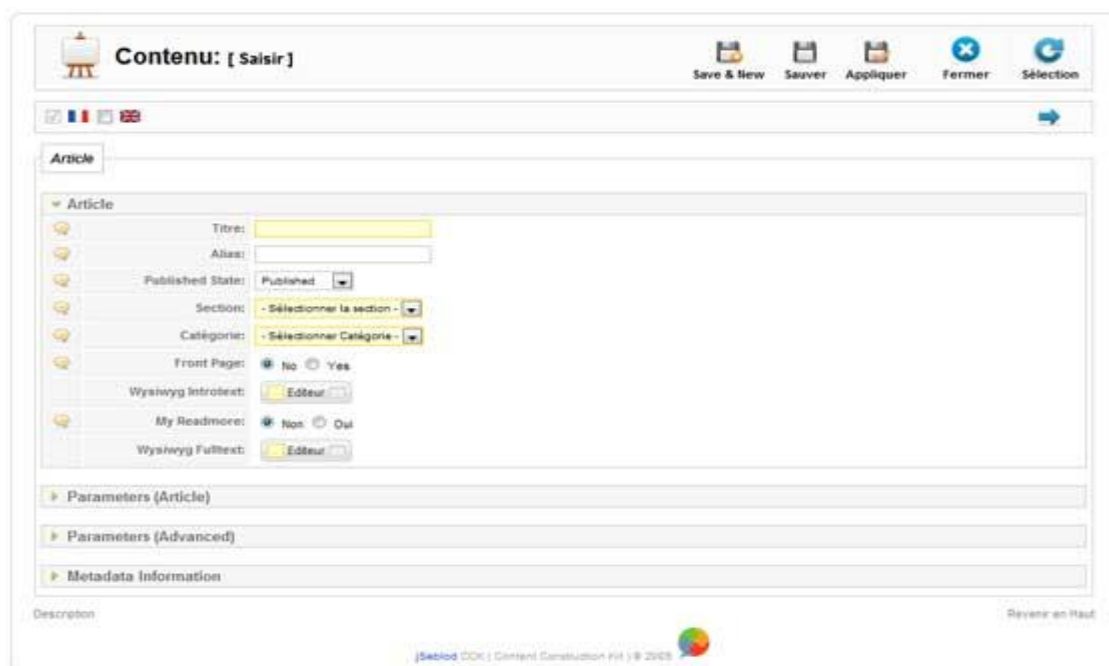 Contenu: [ Saisir ]
Save & New Sauver Appliquer Fermer Sélection
Article
Article
Titre:
Alias:
Published State: Published
Section: - Sélectionner la section -
Catégorie: - Sélectionner Catégorie -
Front Page: No Yes
Wysiwyg Introtext: Editeur
My Readmore: Non Oui
Wysiwyg Fulltext: Editeur
Parameters (Article)
Parameters (Advanced)
Metadata Information
Description Revenir en Haut
jSeblod CCK ( Content Construction Kit ) ©